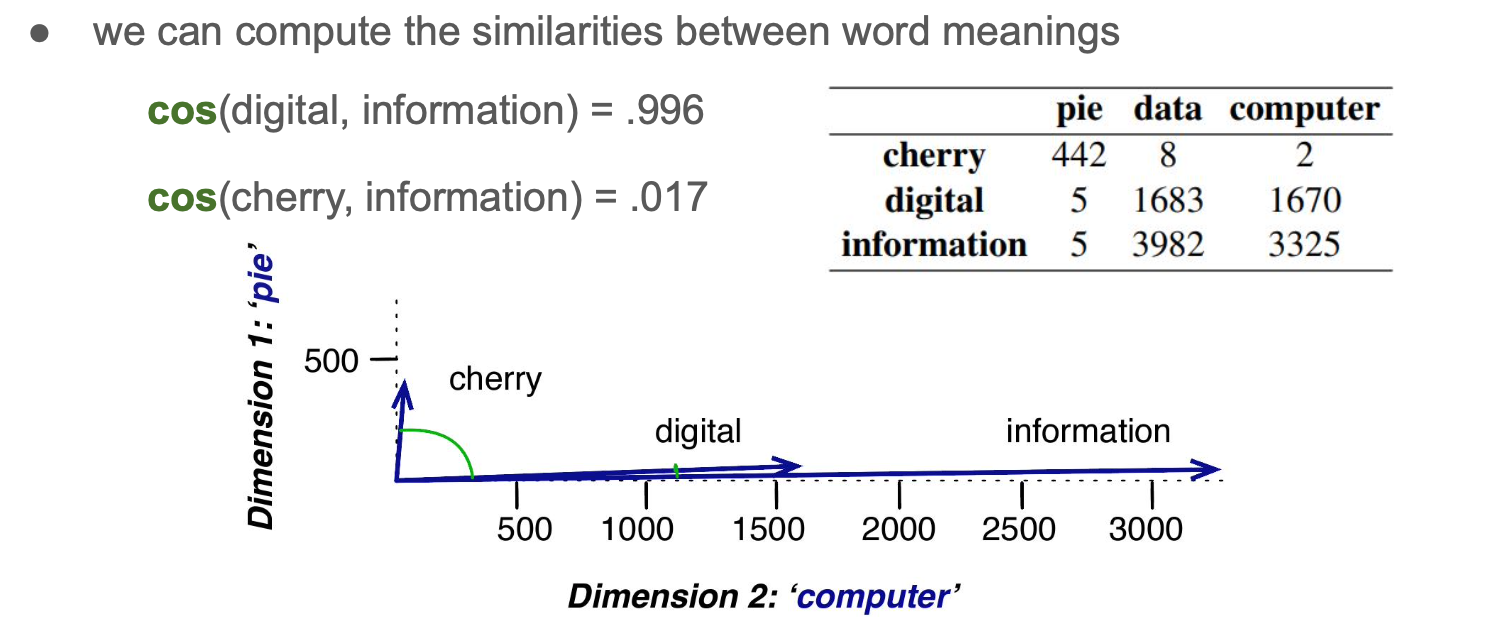 ● we can compute the similarities between word meanings
cos(digital, information) = .996
cos(cherry, information) = .017
pie data computer
cherry 442 8 2
digital 5 1683 1670
information 5 3982 3325
Dimension 1: ‘pie’
500
cherry
digital
information
500 1000 1500 2000 2500 3000
Dimension 2: ‘computer’